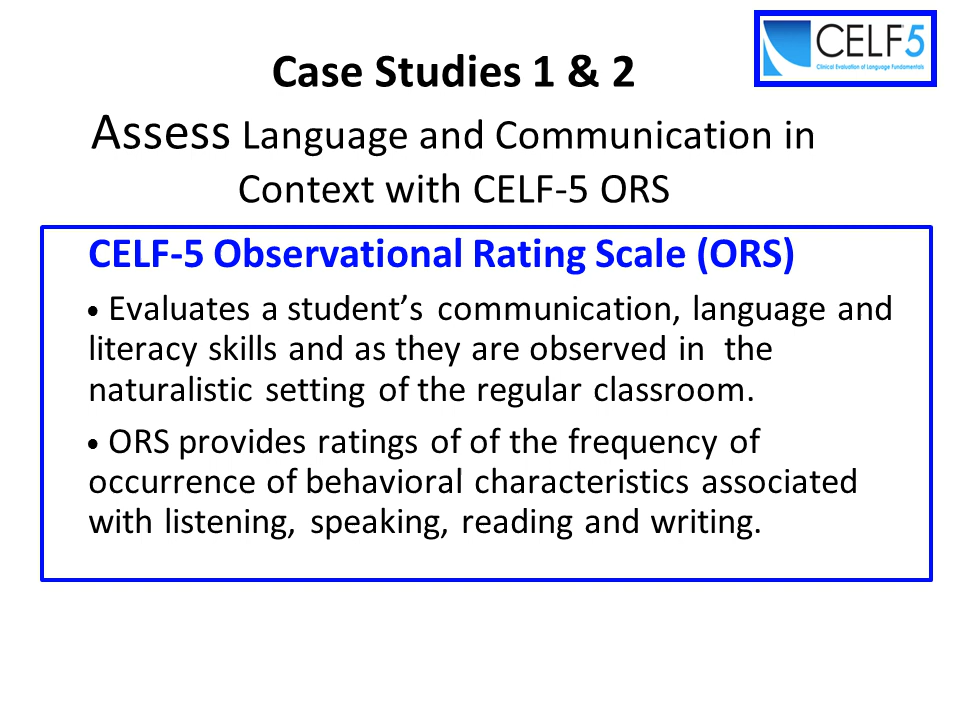 CELF5
Clinical Evaluation of Language Fundamentals
Case Studies 1 & 2
Assess Language and Communication in
Context with CELF-5 ORS
CELF-5 Observational Rating Scale (ORS)
• Evaluates a student’s communication, language and
literacy skills and as they are observed in the
naturalistic setting of the regular classroom.
• ORS provides ratings of of the frequency of
occurrence of behavioral characteristics associated
with listening, speaking, reading and writing.